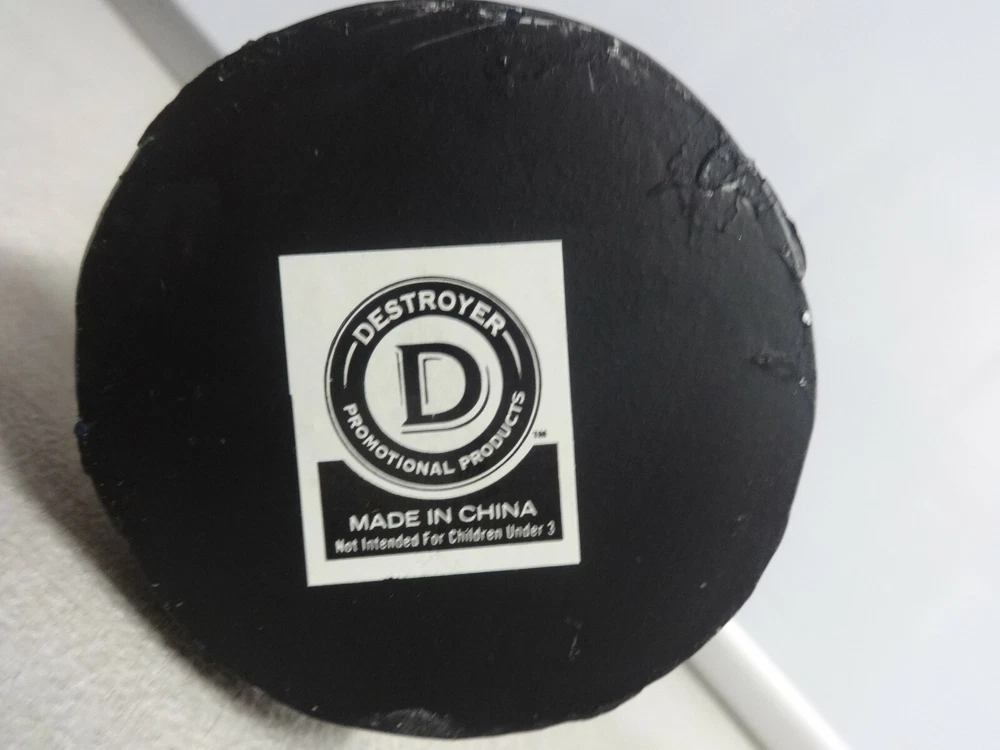 DESTROYER
D
PROMOTIONAL PRODUCTS
TM
MADE IN CHINA
Not Intended For Children Under 3